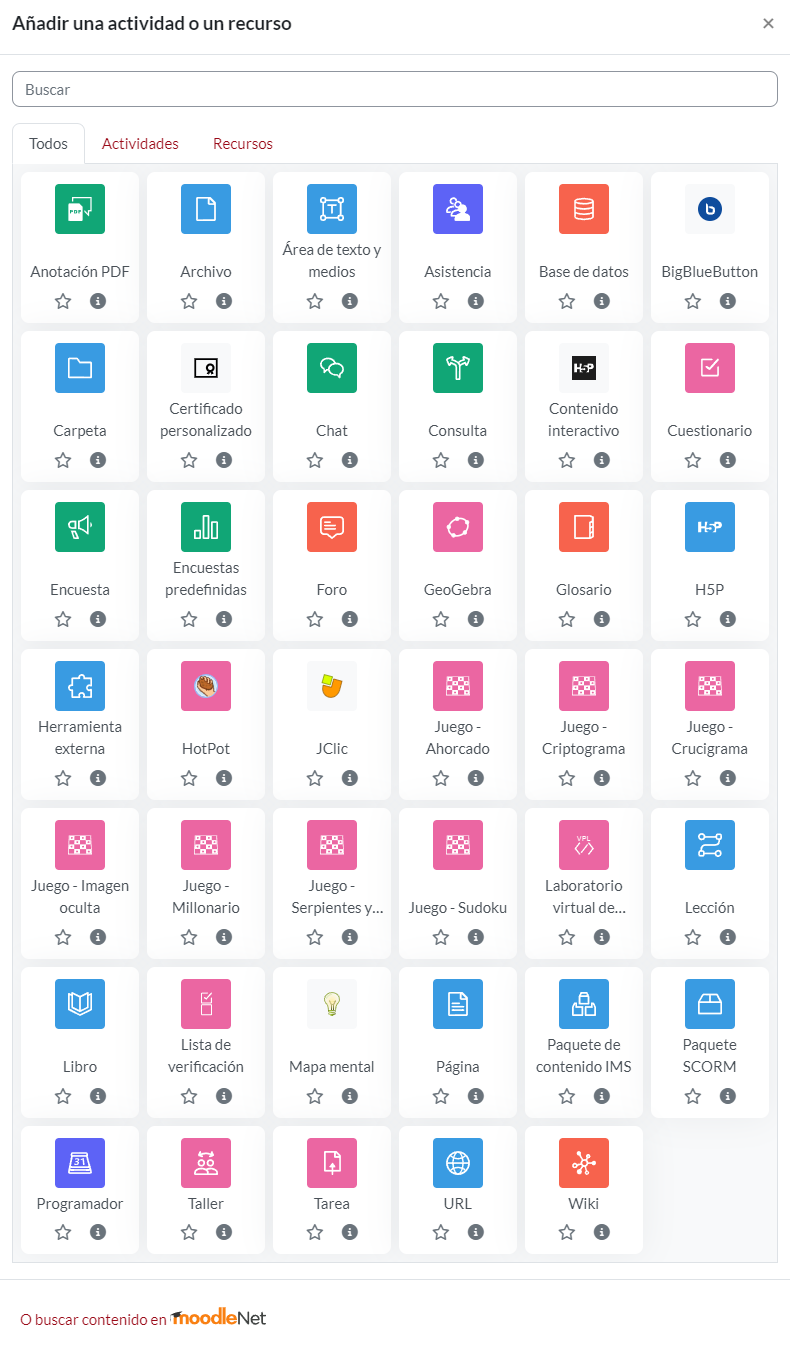 Añadir una actividad o un recurso
×
Buscar
Todos
Actividades
Recursos
PDF
Anotación PDF
Archivo
T
Área de texto y
medios
Asistencia
Base de datos
b
BigBlueButton
Carpeta
Certificado
personalizado
Chat
Consulta
H5P
Contenido
interactivo
Cuestionario
Encuesta
Encuestas
predefinidas
Foro
GeoGebra
Glosario
H5P
H5P
Herramienta
externa
HotPot
JClic
Juego -
Ahorcado
Juego -
Criptograma
Juego -
Crucigrama
Juego - Imagen
oculta
Juego -
Millonario
Juego -
Serpientes y...
Juego - Sudoku
VPL
Laboratorio
virtual de...
Lección
Libro
Lista de
verificación
Mapa mental
Página
Paquete de
contenido IMS
Paquete
SCORM
31
Programador
Taller
Tarea
URL
Wiki
O buscar contenido en moodleNet